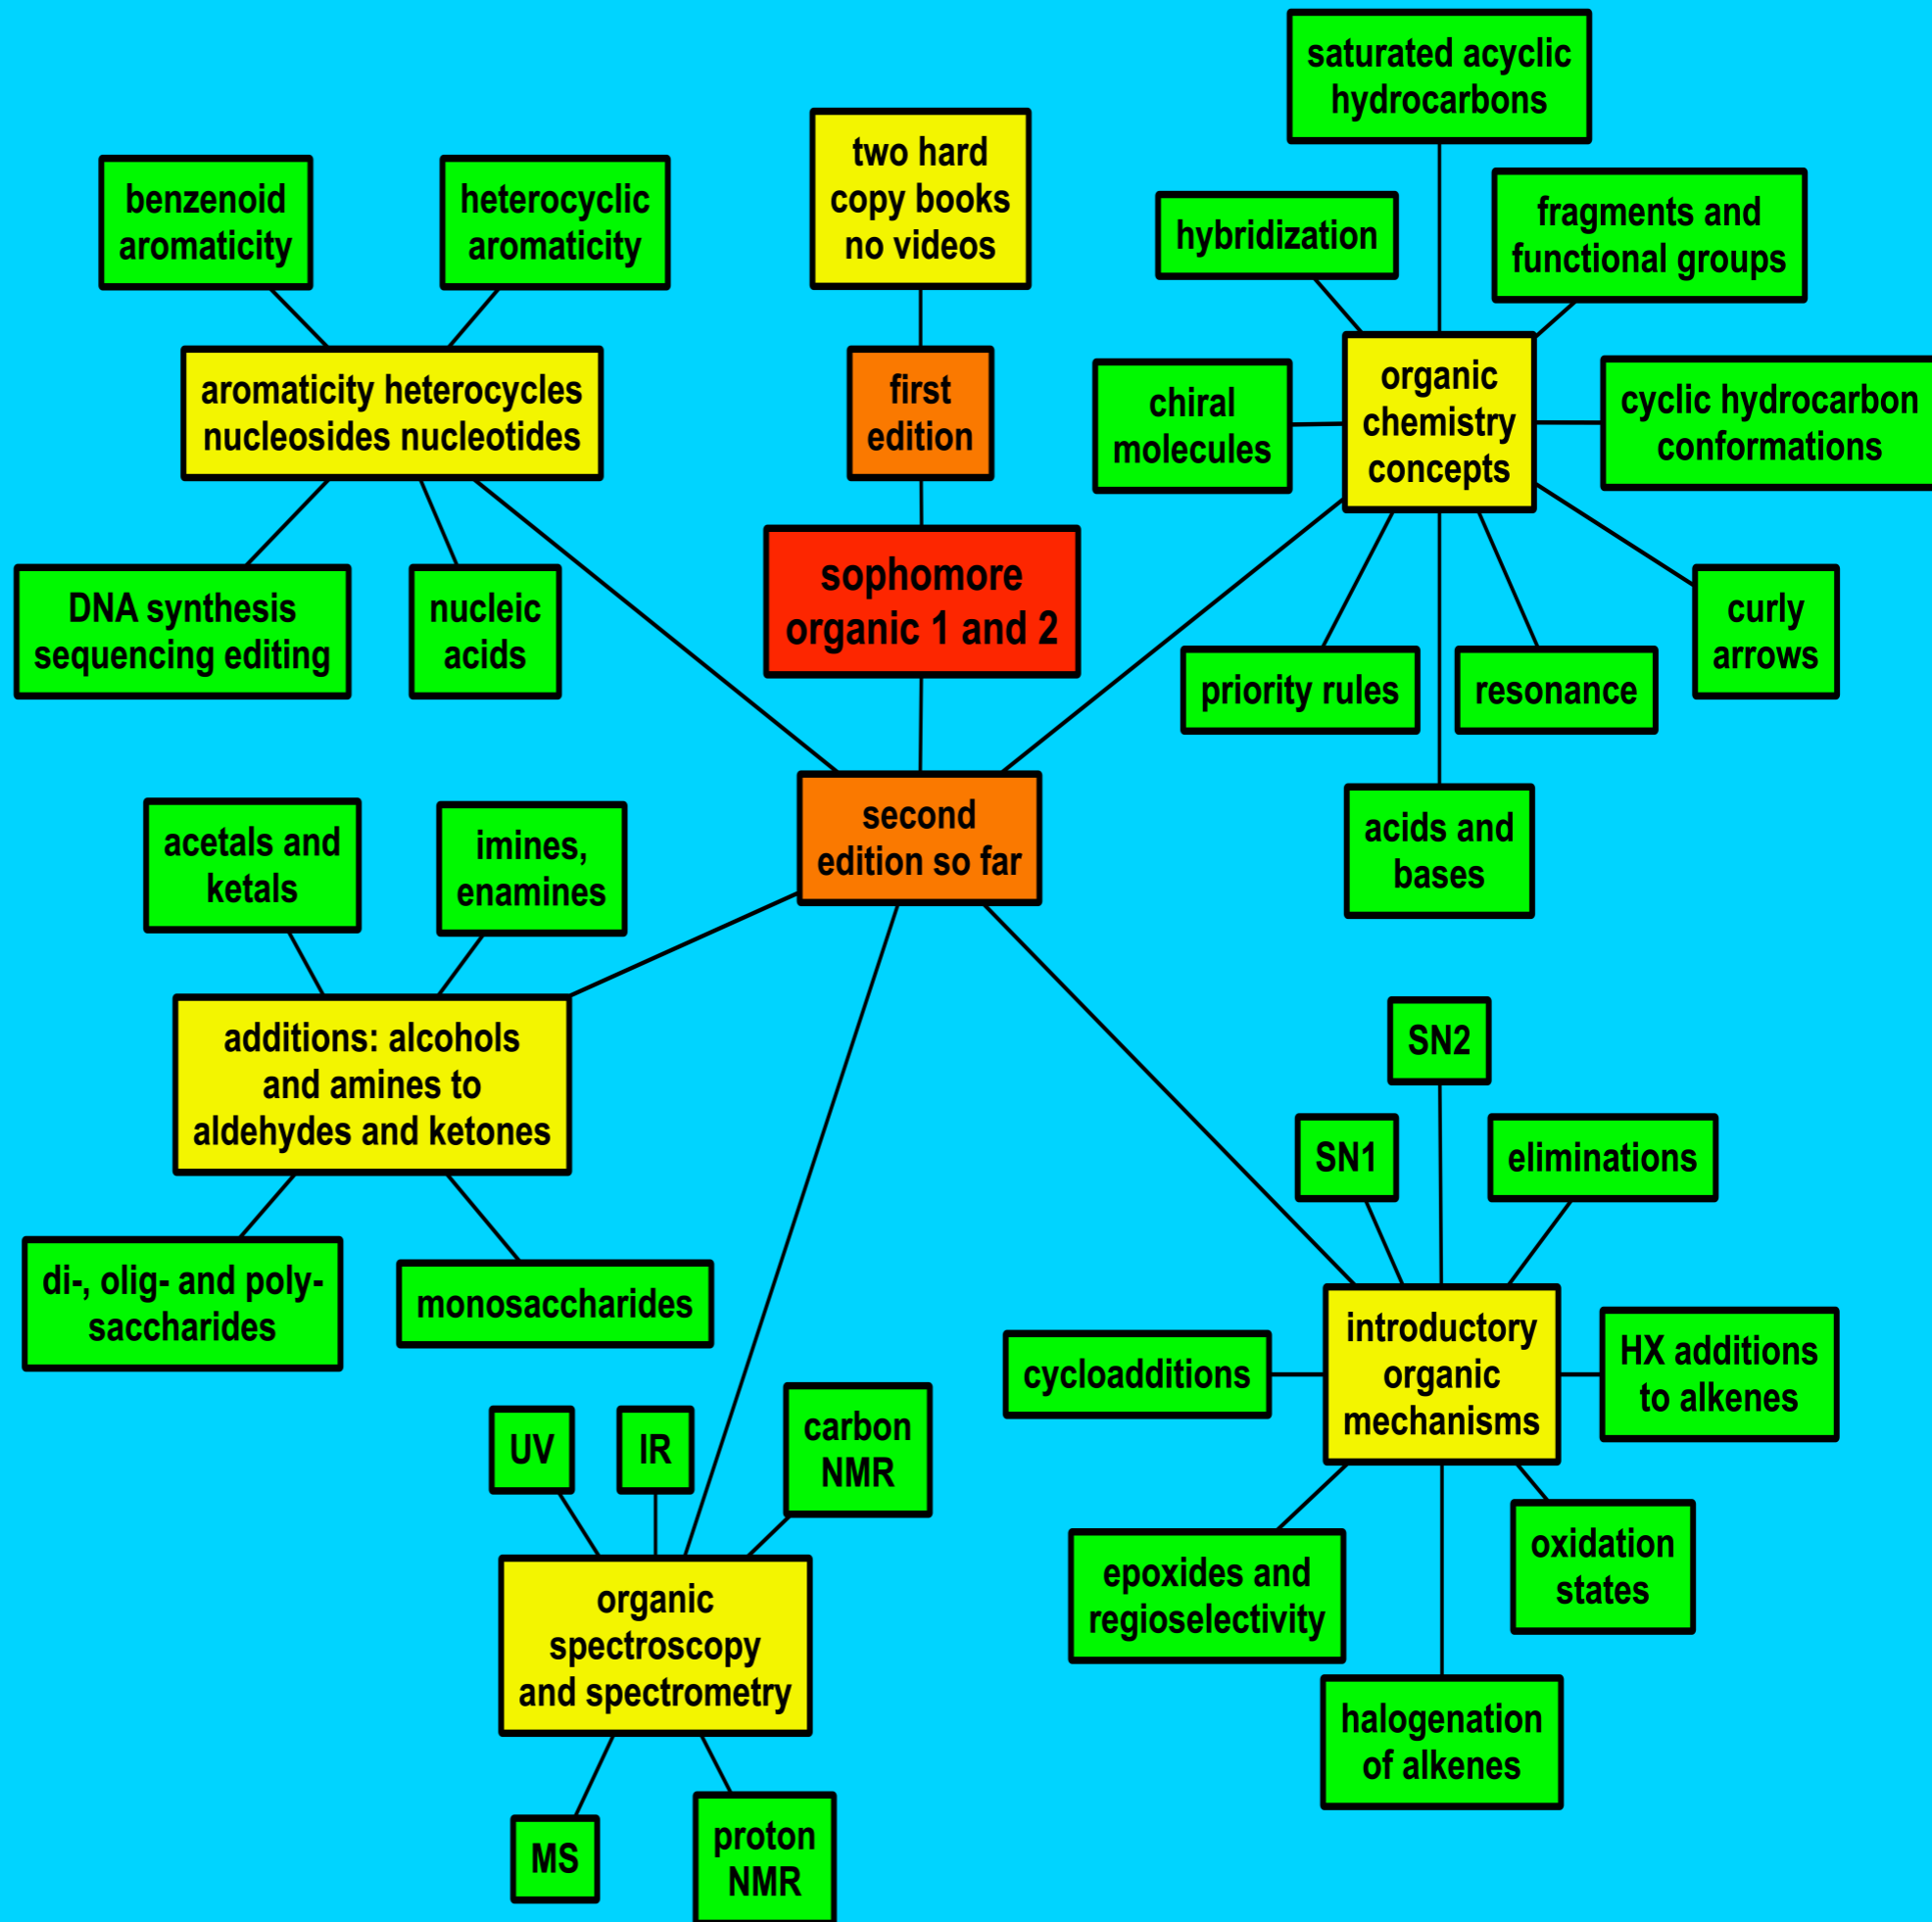 saturated acyclic
hydrocarbons
two hard
copy books
no videos
benzenoid
aromaticity
heterocyclic
aromaticity
hybridization
fragments and
functional groups
aromaticity heterocycles
nucleosides nucleotides
first
edition
chiral
molecules
organic
chemistry
concepts
cyclic hydrocarbon
conformations
DNA synthesis
sequencing editing
nucleic
acids
sophomore
organic 1 and 2
priority rules
resonance
curly
arrows
second
edition so far
acids and
bases
acetals and
ketals
imines,
enamines
additions: alcohols
and amines to
aldehydes and ketones
SN2
SN1
eliminations
di-, olig- and poly-
saccharides
monosaccharides
cycloadditions
introductory
organic
mechanisms
HX additions
to alkenes
UV
IR
carbon
NMR
epoxides and
regioselectivity
oxidation
states
organic
spectroscopy
and spectrometry
halogenation
of alkenes
MS
proton
NMR